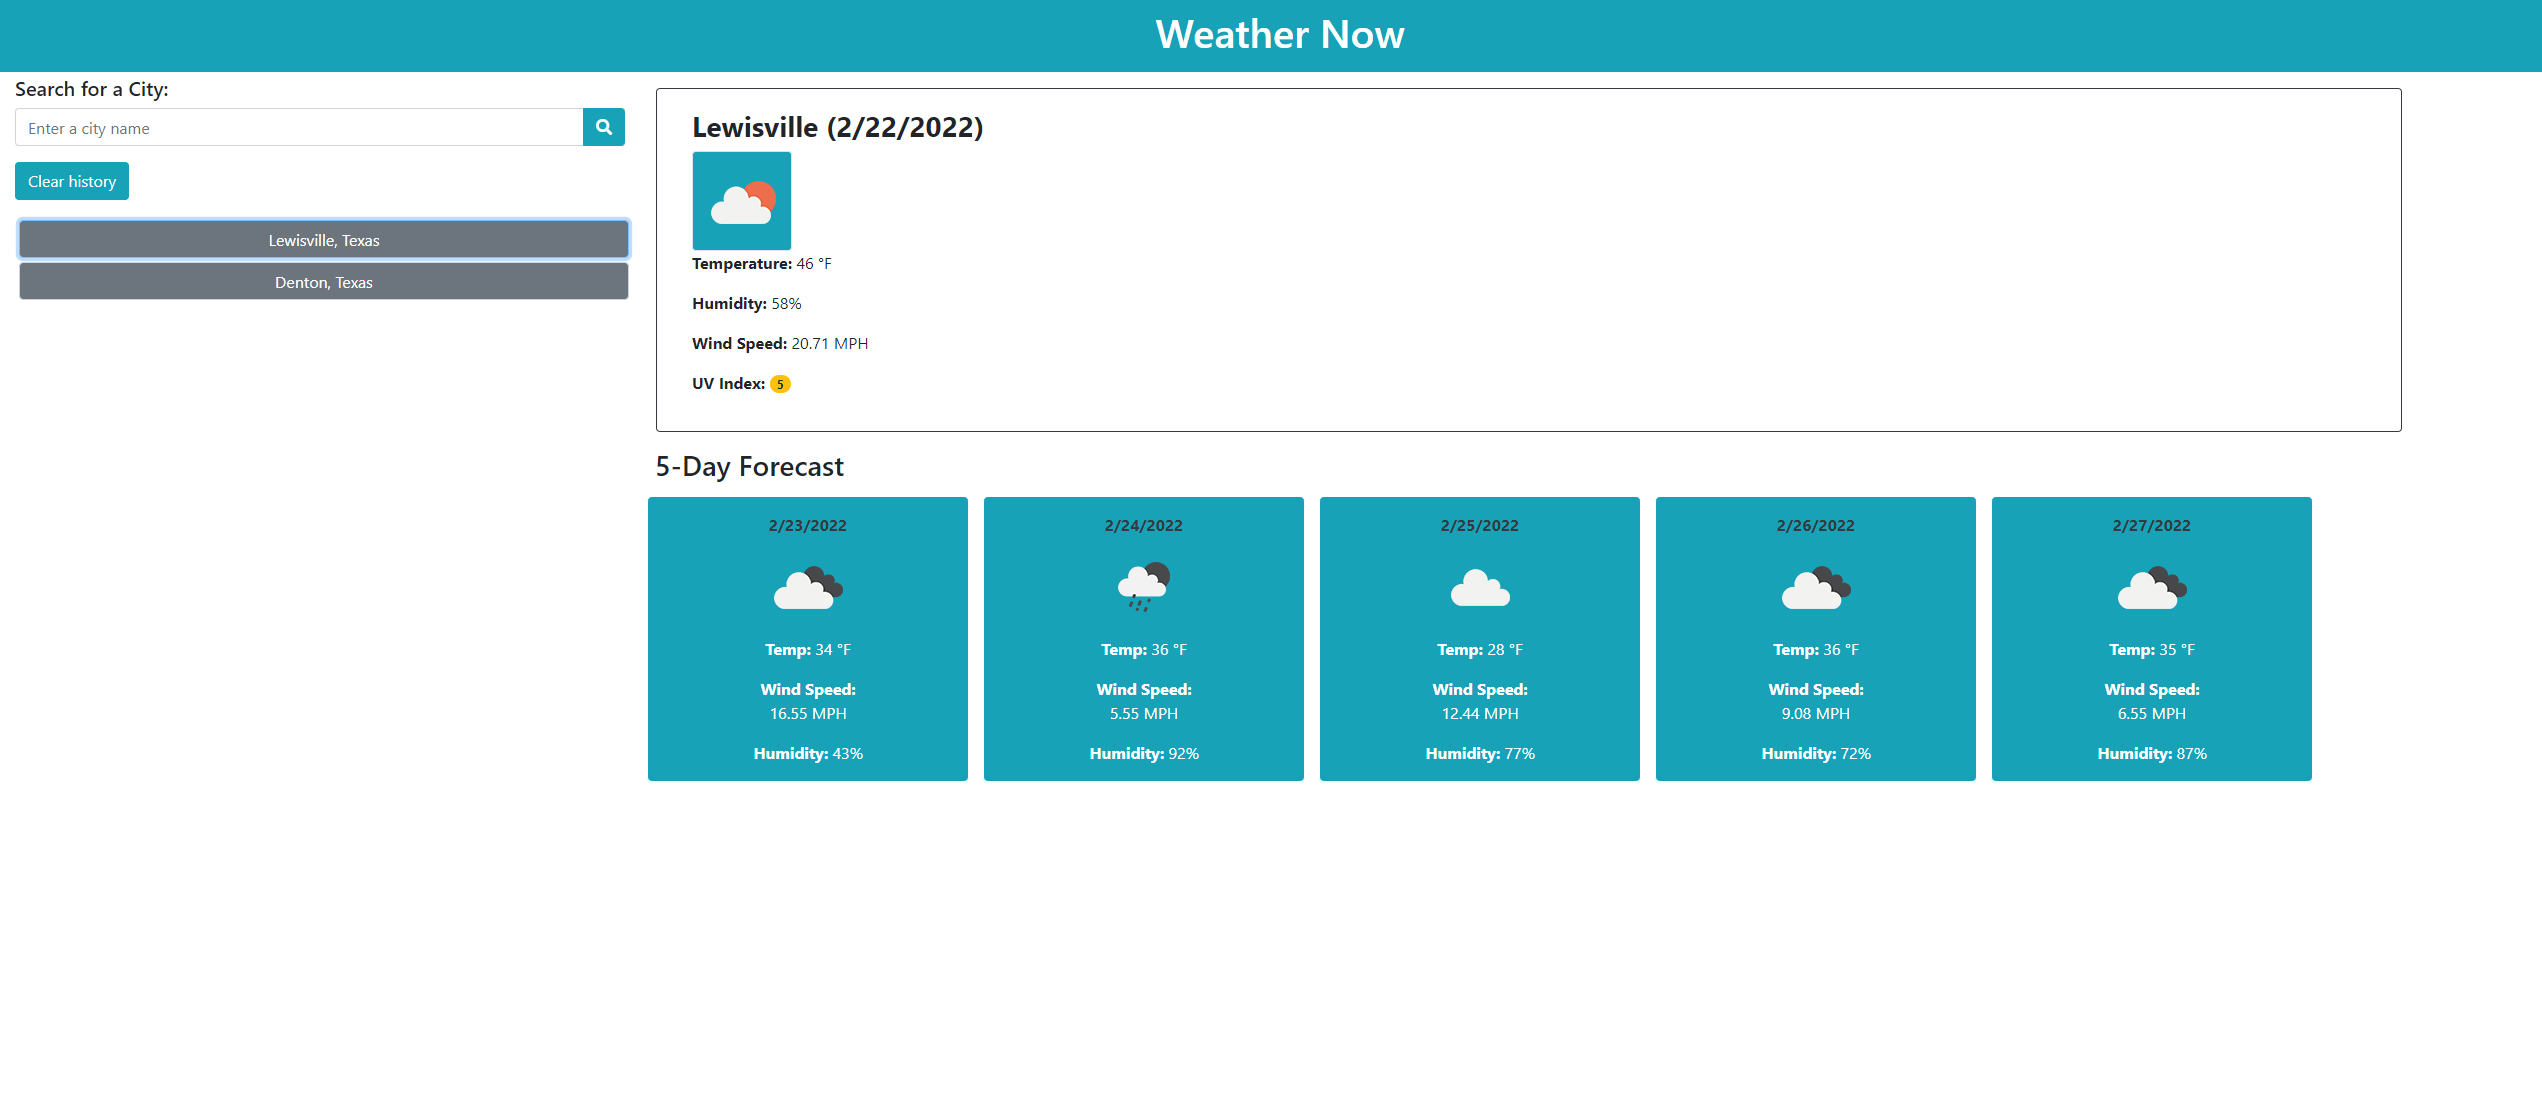 Weather Now
Search for a City:
Enter a city name
Clear history
Lewisville, Texas
Denton, Texas
Lewisville (2/22/2022)
Temperature: 46 °F
Humidity: 58%
Wind Speed: 20.71 MPH
UV Index: 5
5-Day Forecast
2/23/2022
Temp: 34 °F
Wind Speed:
16.55 MPH
Humidity: 43%
2/24/2022
Temp: 36 °F
Wind Speed:
5.55 MPH
Humidity: 92%
2/25/2022
Temp: 28 °F
Wind Speed:
12.44 MPH
Humidity: 77%
2/26/2022
Temp: 36 °F
Wind Speed:
9.08 MPH
Humidity: 72%
2/27/2022
Temp: 35 °F
Wind Speed:
6.55 MPH
Humidity: 87%